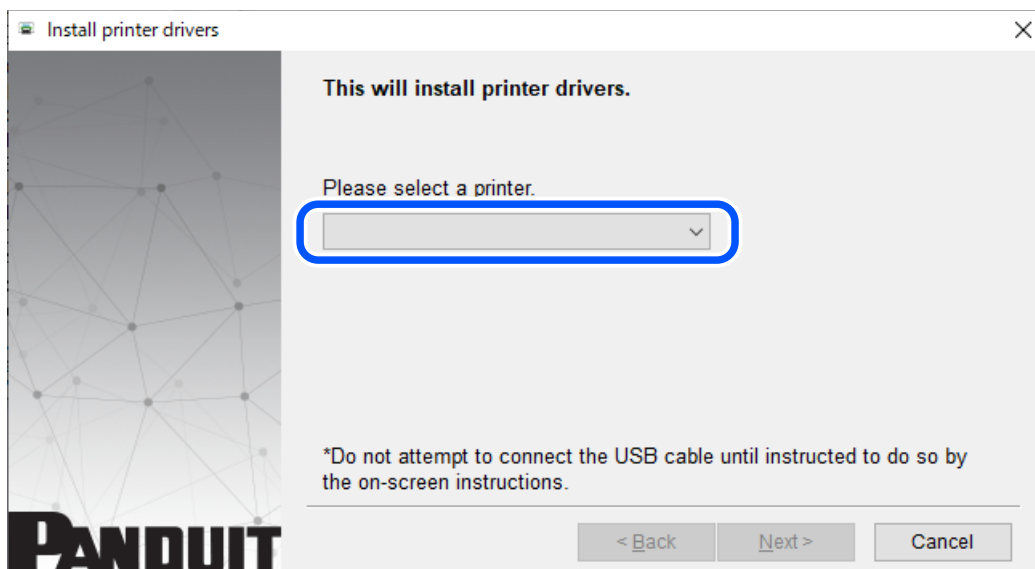 Install printer drivers
This will install printer drivers.
Please select a printer.
*Do not attempt to connect the USB cable until instructed to do so by
the on-screen instructions.
PANDUIT
< Back Next > Cancel